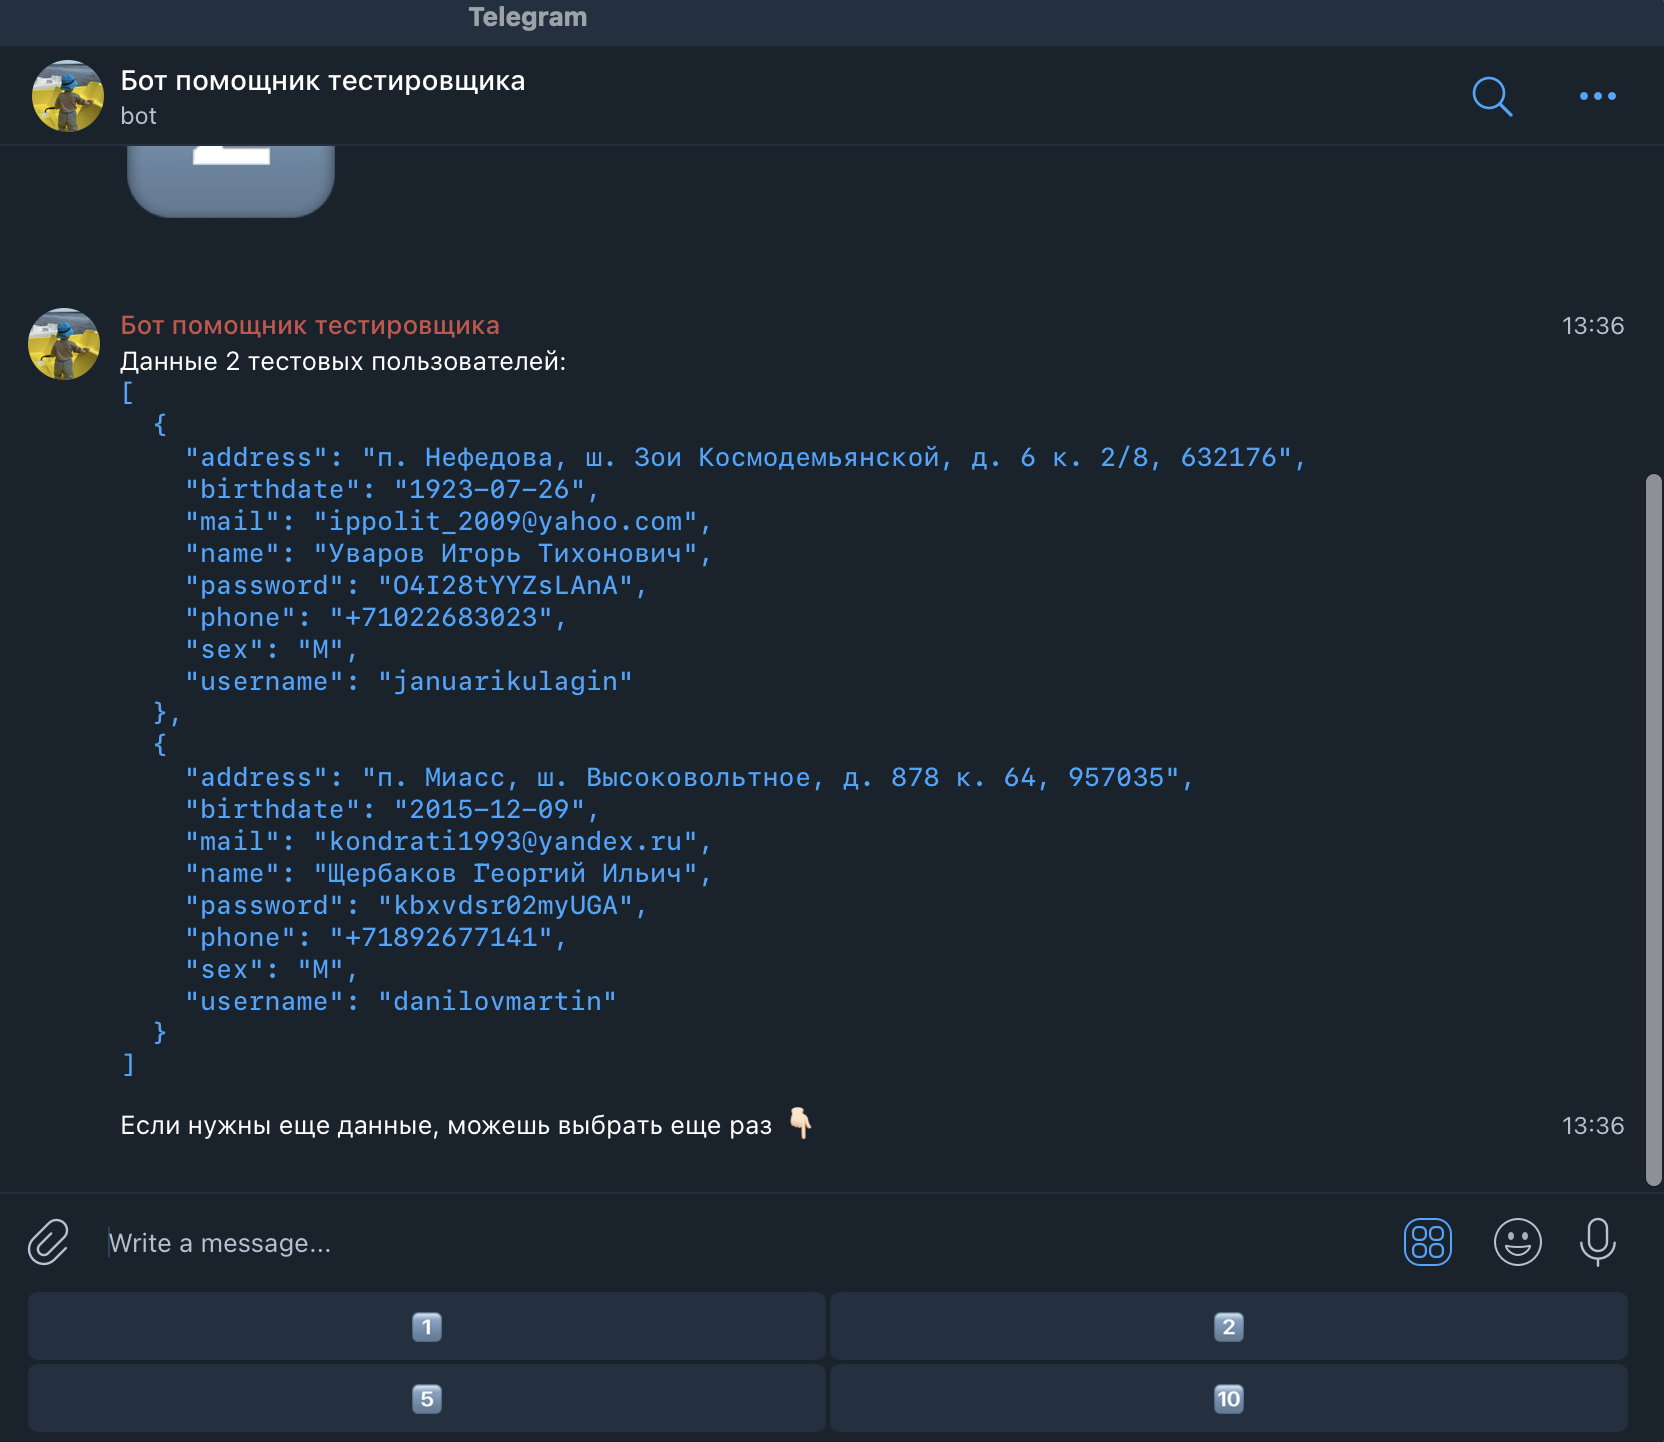 Telegram
Бот помощник тестировщика
bot
Бот помощник тестировщика 13:36
Данные 2 тестовых пользователей:
[
  {
    "address": "п. Нефедова, ш. Зои Космодемьянской, д. 6 к. 2/8, 632176",
    "birthdate": "1923-07-26",
    "mail": "ippolit_2009@yahoo.com",
    "name": "Уваров Игорь Тихонович",
    "password": "O4I28tYYZsLAnA",
    "phone": "+71022683023",
    "sex": "M",
    "username": "januarikulagin"
  },
  {
    "address": "п. Миасс, ш. Высоковольтное, д. 878 к. 64, 957035",
    "birthdate": "2015-12-09",
    "mail": "kondrati1993@yandex.ru",
    "name": "Щербаков Георгий Ильич",
    "password": "kbxvdsr02myUGA",
    "phone": "+71892677141",
    "sex": "M",
    "username": "danilovmartin"
  }
]
Если нужны еще данные, можешь выбрать еще раз 👇🏻 13:36
Write a message...
1 2
5 10